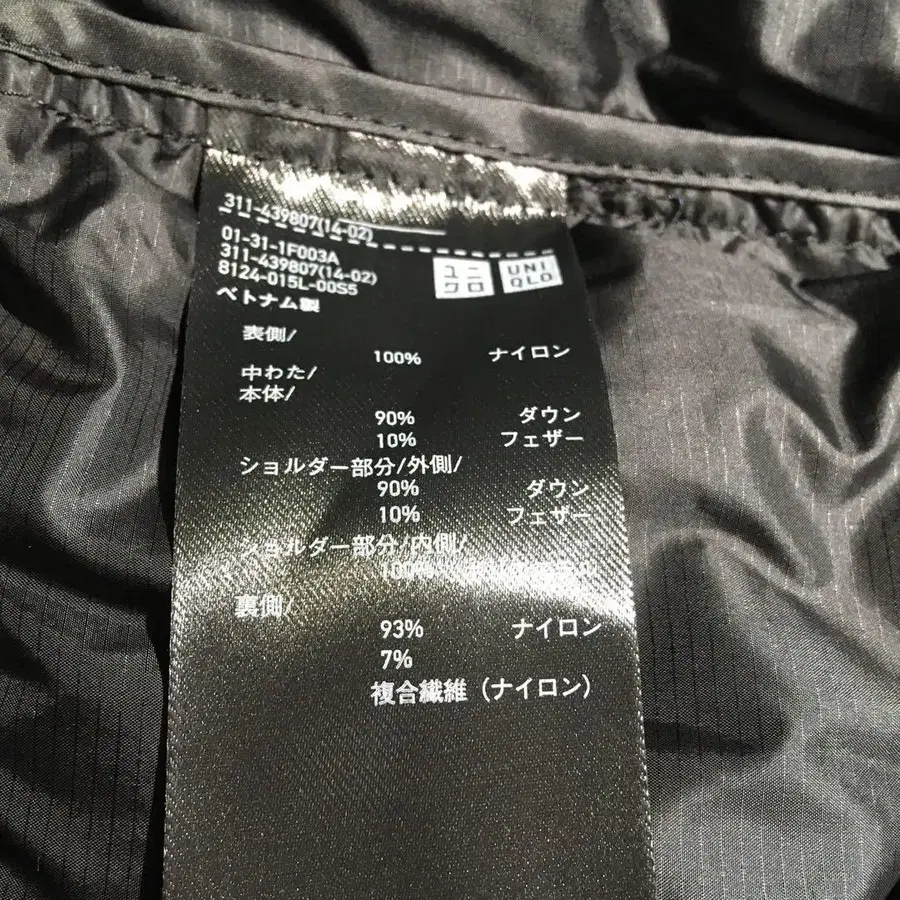 311-439807(14-02)
01-31-1F003A
311-439807(14-02)
8124-015L-00S5
ベトナム製
ユニ
クロ
UNI
QLO
表側/
100% ナイロン
中わた/
本体/
90% ダウン
10% フェザー
ショルダー部分/外側/
90% ダウン
10% フェザー
ショルダー部分/内側/
100%
裏側/
93% ナイロン
7%
複合繊維（ナイロン）